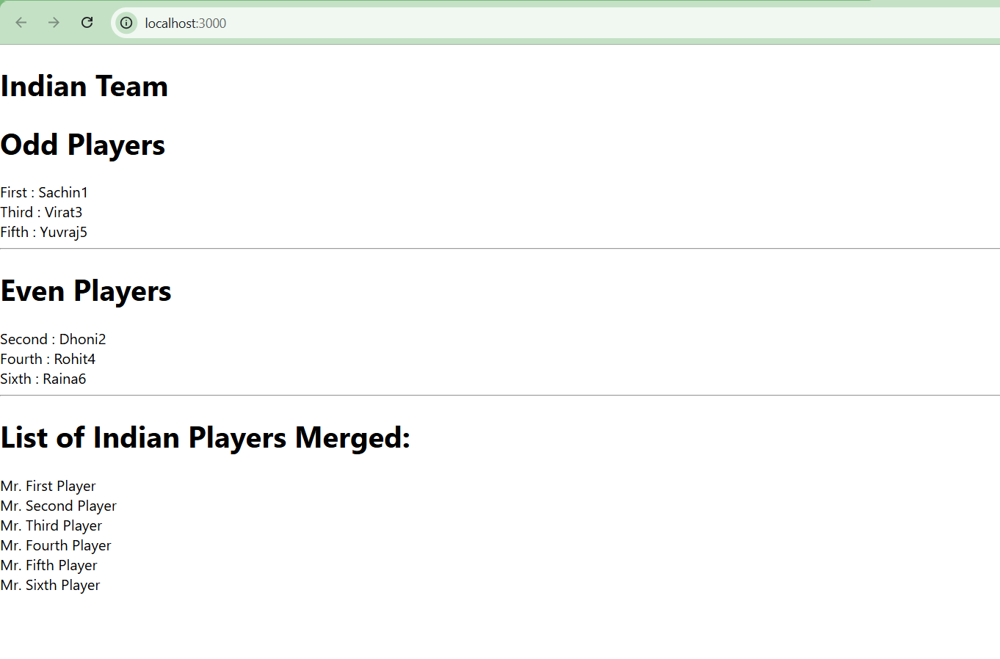 localhost:3000
Indian Team
Odd Players
First : Sachin1
Third : Virat3
Fifth : Yuvraj5
Even Players
Second : Dhoni2
Fourth : Rohit4
Sixth : Raina6
List of Indian Players Merged:
Mr. First Player
Mr. Second Player
Mr. Third Player
Mr. Fourth Player
Mr. Fifth Player
Mr. Sixth Player